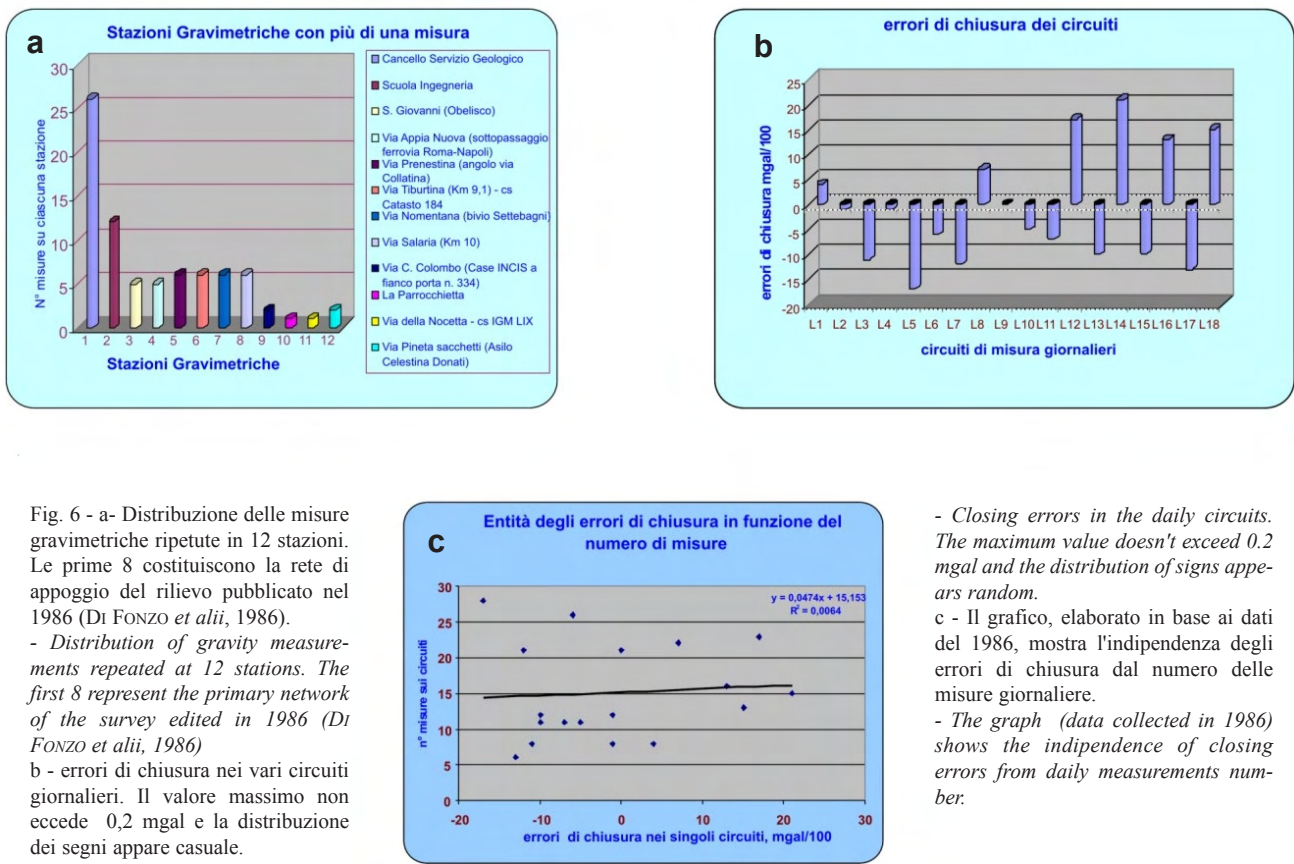 a
Stazioni Gravimetriche con più di una misura
N° misure su ciascuna stazione
30
25
20
15
10
5
0
1 2 3 4 5 6 7 8 9 10 11 12
Stazioni Gravimetriche
Cancello Servizio Geologico
Scuola Ingegneria
S. Giovanni (Obelisco)
Via Appia Nuova (sottopassaggio
ferrovia Roma-Napoli)
Via Prenestina (angolo via
Collatina)
Via Tiburtina (Km 9,1) - cs
Catasto 184
Via Nomentana (bivio Settebagni)
Via Salaria (Km 10)
Via C. Colombo (Case INCIS a
fianco porta n. 334)
La Parrocchietta
Via della Nocetta - cs IGM LIX
Via Pineta sacchetti (Asilo
Celestina Donati)
b
errori di chiusura dei circuiti
errori di chiusura mgal/100
25
20
15
10
5
0
-5
-10
-15
-20
L1 L2 L3 L4 L5 L6 L7 L8 L9 L10 L11 L12 L13 L14 L15 L16 L17 L18
circuiti di misura giornalieri
Fig. 6 - a- Distribuzione delle misure
gravimetriche ripetute in 12 stazioni.
Le prime 8 costituiscono la rete di
appoggio del rilievo pubblicato nel
1986 (DI FONZO et alii, 1986).
- Distribution of gravity measure-
ments repeated at 12 stations. The
first 8 represent the primary network
of the survey edited in 1986 (DI
FONZO et alii, 1986)
b - errori di chiusura nei vari circuiti
giornalieri. Il valore massimo non
eccede 0,2 mgal e la distribuzione
dei segni appare casuale.
c
Entità degli errori di chiusura in funzione del
numero di misure
n° misure sui circuiti
30
25
20
15
10
5
0
y = 0,0474x + 15,153
R² = 0,0064
-20 -10 0 10 20 30
errori di chiusura nei singoli circuiti, mgal/100
- Closing errors in the daily circuits.
The maximum value doesn't exceed 0.2
mgal and the distribution of signs appe-
ars random.
c - Il grafico, elaborato in base ai dati
del 1986, mostra l'indipendenza degli
errori di chiusura dal numero delle
misure giornaliere.
- The graph (data collected in 1986)
shows the indipendence of closing
errors from daily measurements num-
ber.